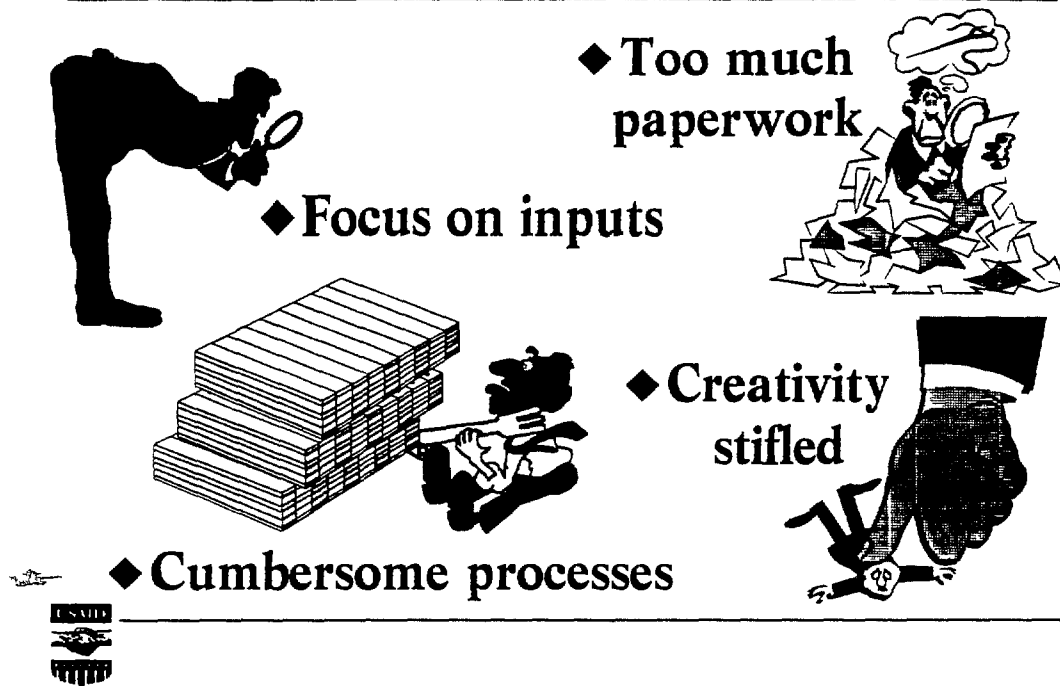 ◆ Too much
paperwork
◆ Focus on inputs
◆ Creativity
stifled
◆ Cumbersome processes
USAID